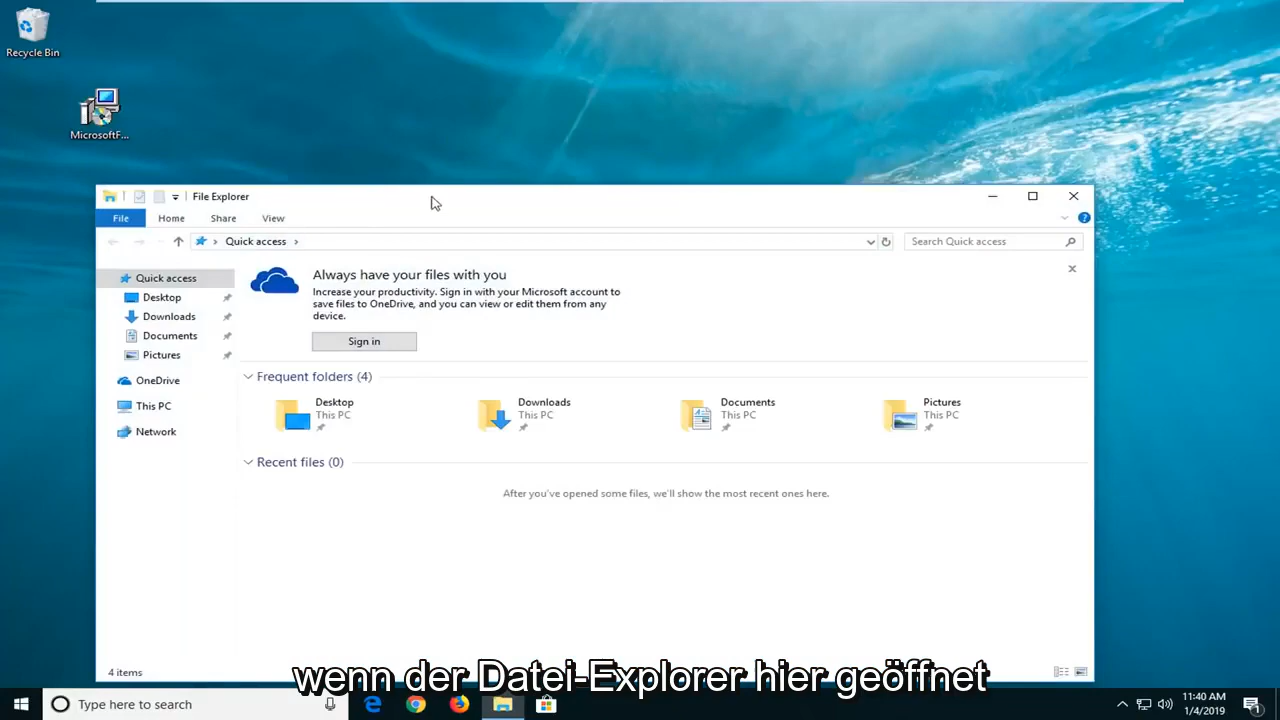 Recycle Bin
MicrosoftF...
File Explorer
File Home Share View
Quick access
Search Quick access
Quick access
Desktop
Downloads
Documents
Pictures
OneDrive
This PC
Network
Always have your files with you
Increase your productivity. Sign in with your Microsoft account to
save files to OneDrive, and you can view or edit them from any
device.
Sign in
Frequent folders (4)
Desktop
This PC
Downloads
This PC
Documents
This PC
Pictures
This PC
Recent files (0)
After you've opened some files, we'll show the most recent ones here.
4 items
wenn der Datei-Explorer hier geöffnet
Type here to search
11:40 AM
1/4/2019
1